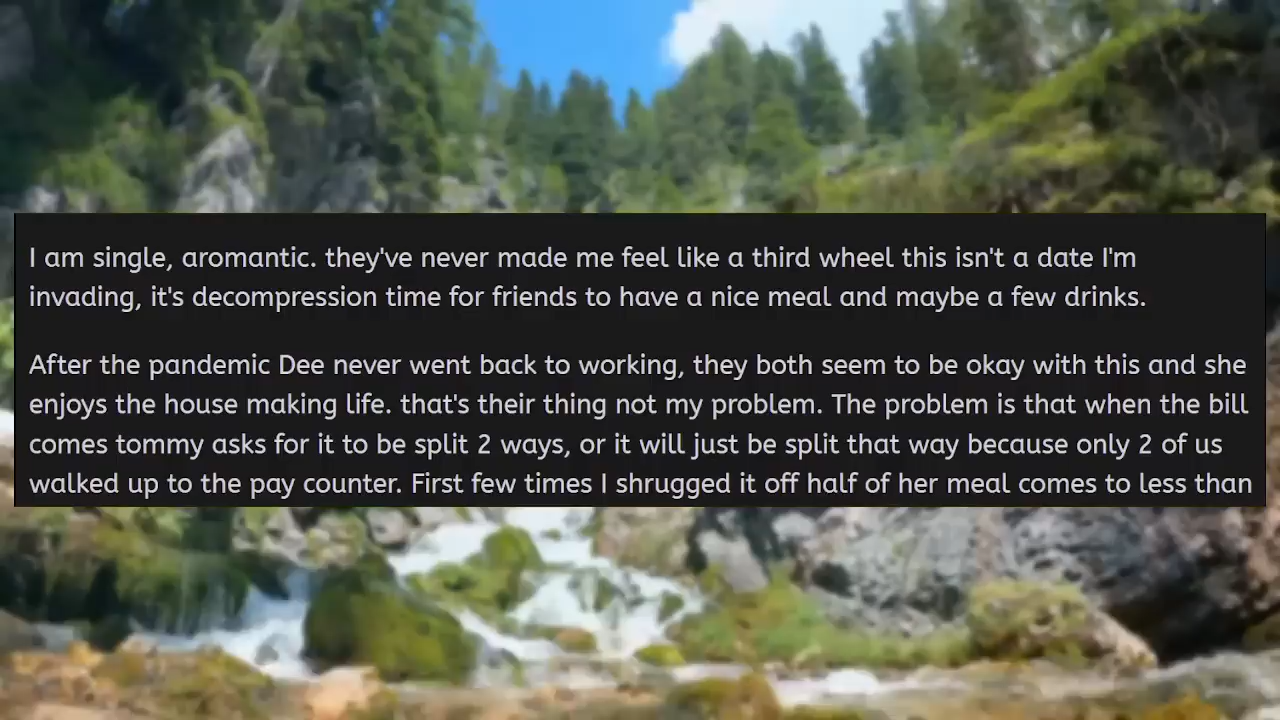 I am single, aromantic. they've never made me feel like a third wheel this isn't a date I'm
invading, it's decompression time for friends to have a nice meal and maybe a few drinks.
After the pandemic Dee never went back to working, they both seem to be okay with this and she
enjoys the house making life. that's their thing not my problem. The problem is that when the bill
comes tommy asks for it to be split 2 ways, or it will just be split that way because only 2 of us
walked up to the pay counter. First few times I shrugged it off half of her meal comes to less than